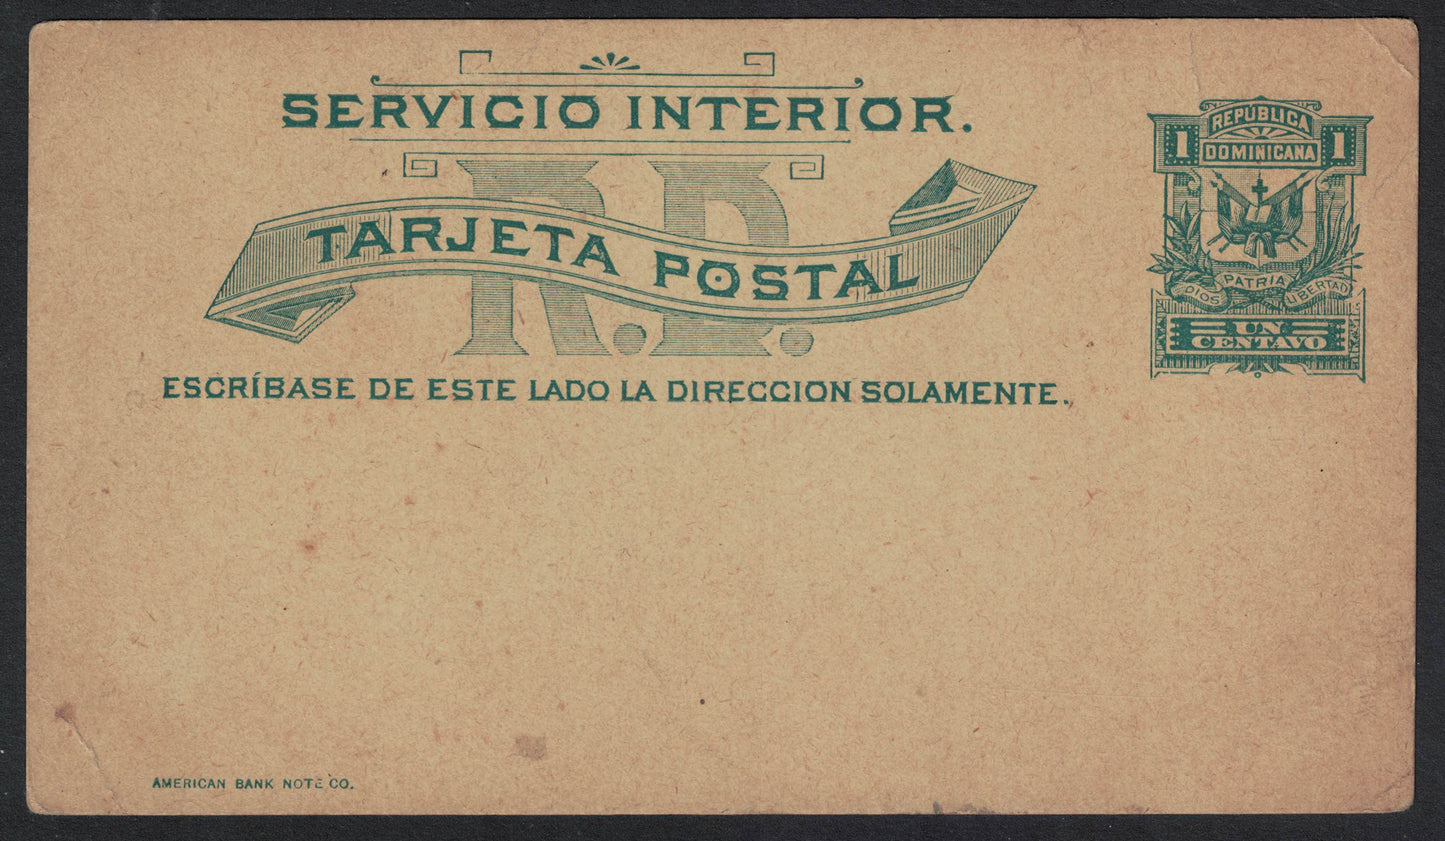 SERVICIO INTERIOR.
R.D.
TARJETA POSTAL
ESCRÍBASE DE ESTE LADO LA DIRECCION SOLAMENTE.
1 REPÚBLICA 1
DOMINICANA
DIOS PATRIA LIBERTAD
UN
CENTAVO
AMERICAN BANK NOTE CO.